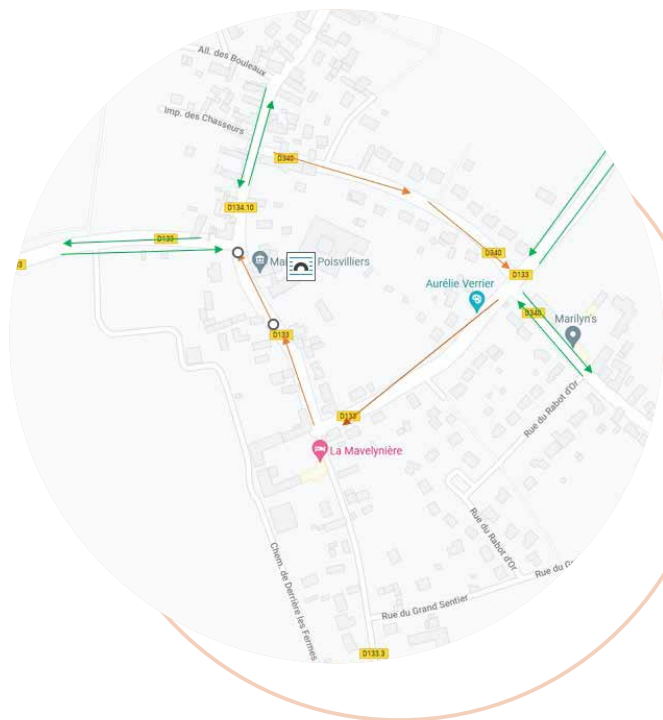 All. des Bouleaux
Imp. des Chasseurs
D340
D134.10
D133
3
Mai
Poisvilliers
D340
D133
Aurélie Verrier
D340
Marilyn's
D133
D133
La Mavelynière
Rue du Rabot d'Or
Rue du Rabot d'Or
Chem. de Derrière les Fermes
Rue du G
Rue du Grand Sentier
D133.3